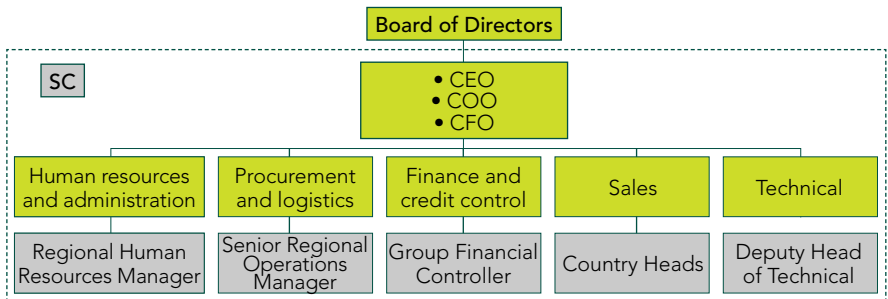 Board of Directors
SC
• CEO
• COO
• CFO
Human resources
and administration
Procurement
and logistics
Finance and
credit control
Sales
Technical
Regional Human
Resources Manager
Senior Regional
Operations
Manager
Group Financial
Controller
Country Heads
Deputy Head
of Technical